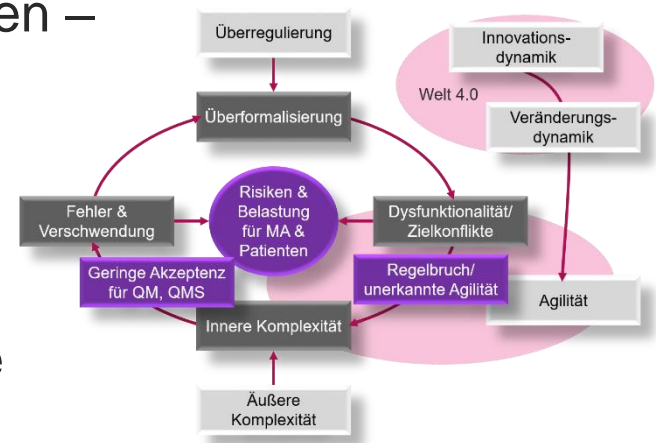 en –
Überregulierung
Innovations-
dynamik
Welt 4.0
Überformalisierung
Veränderungs-
dynamik
Risiken &
Belastung
für MA &
Patienten
Fehler &
Verschwendung
Dysfunktionalität/
Zielkonflikte
Geringe Akzeptenz
für QM, QMS
Regelbruch/
unerkannte Agilität
Agilität
Innere Komplexität
e
Äußere
Komplexität